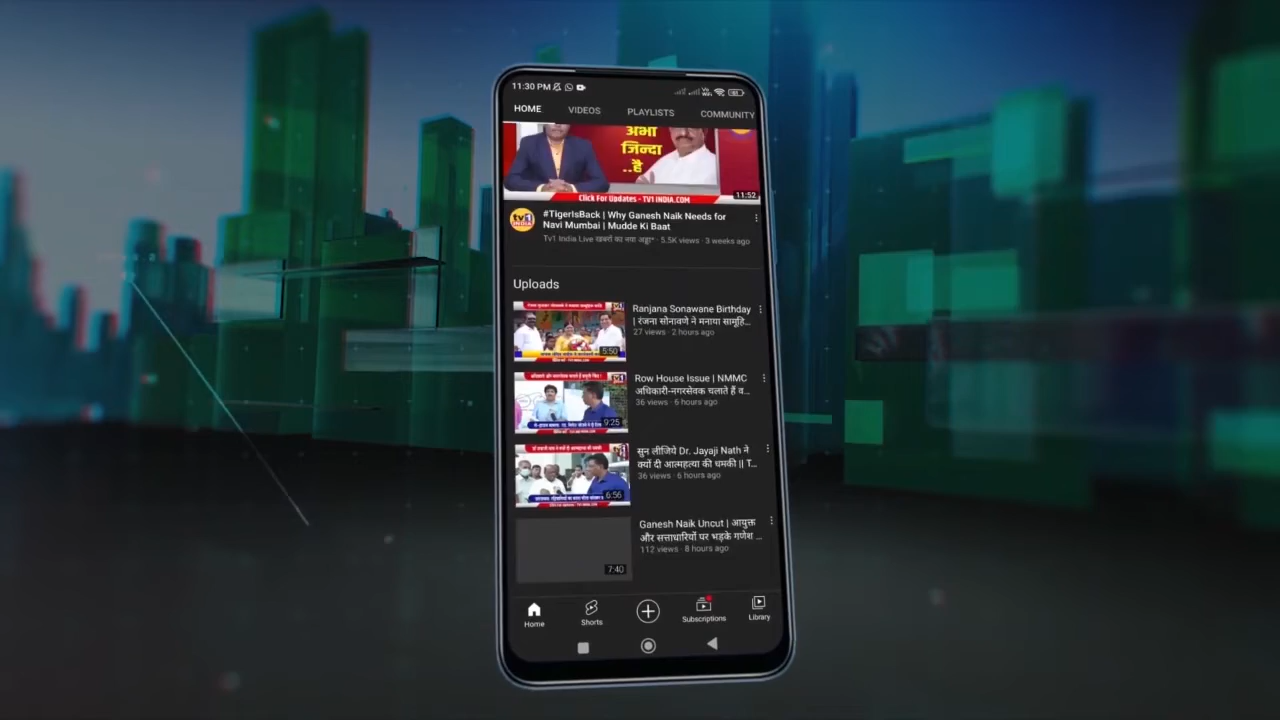 11:30 PM
HOME VIDEOS PLAYLISTS COMMUNITY
अभी
जिन्दा
..है
11:52
Click For Updates - TV1 INDIA.COM
tv1
INDIA
#TigerIsBack | Why Ganesh Naik Needs for
Navi Mumbai | Mudde Ki Baat
Tv1 India Live खबरों का नया अड्डा" · 5.5K views · 3 weeks ago
Uploads
Ranjana Sonawane Birthday
| रंजना सोनावणे ने मनाया सामूहि...
27 views · 2 hours ago
5:50
Row House Issue | NMMC
अधिकारी-नगरसेवक चलाते हैं व...
36 views · 6 hours ago
9:25
सुन लीजिये Dr. Jayaji Nath ने
क्यों दी आत्महत्या की धमकी || T...
36 views · 6 hours ago
6:56
Ganesh Naik Uncut | आयुक्त
और सत्ताधारियों पर भड़के गणेश ...
112 views · 8 hours ago
7:40
Home Shorts Subscriptions Library